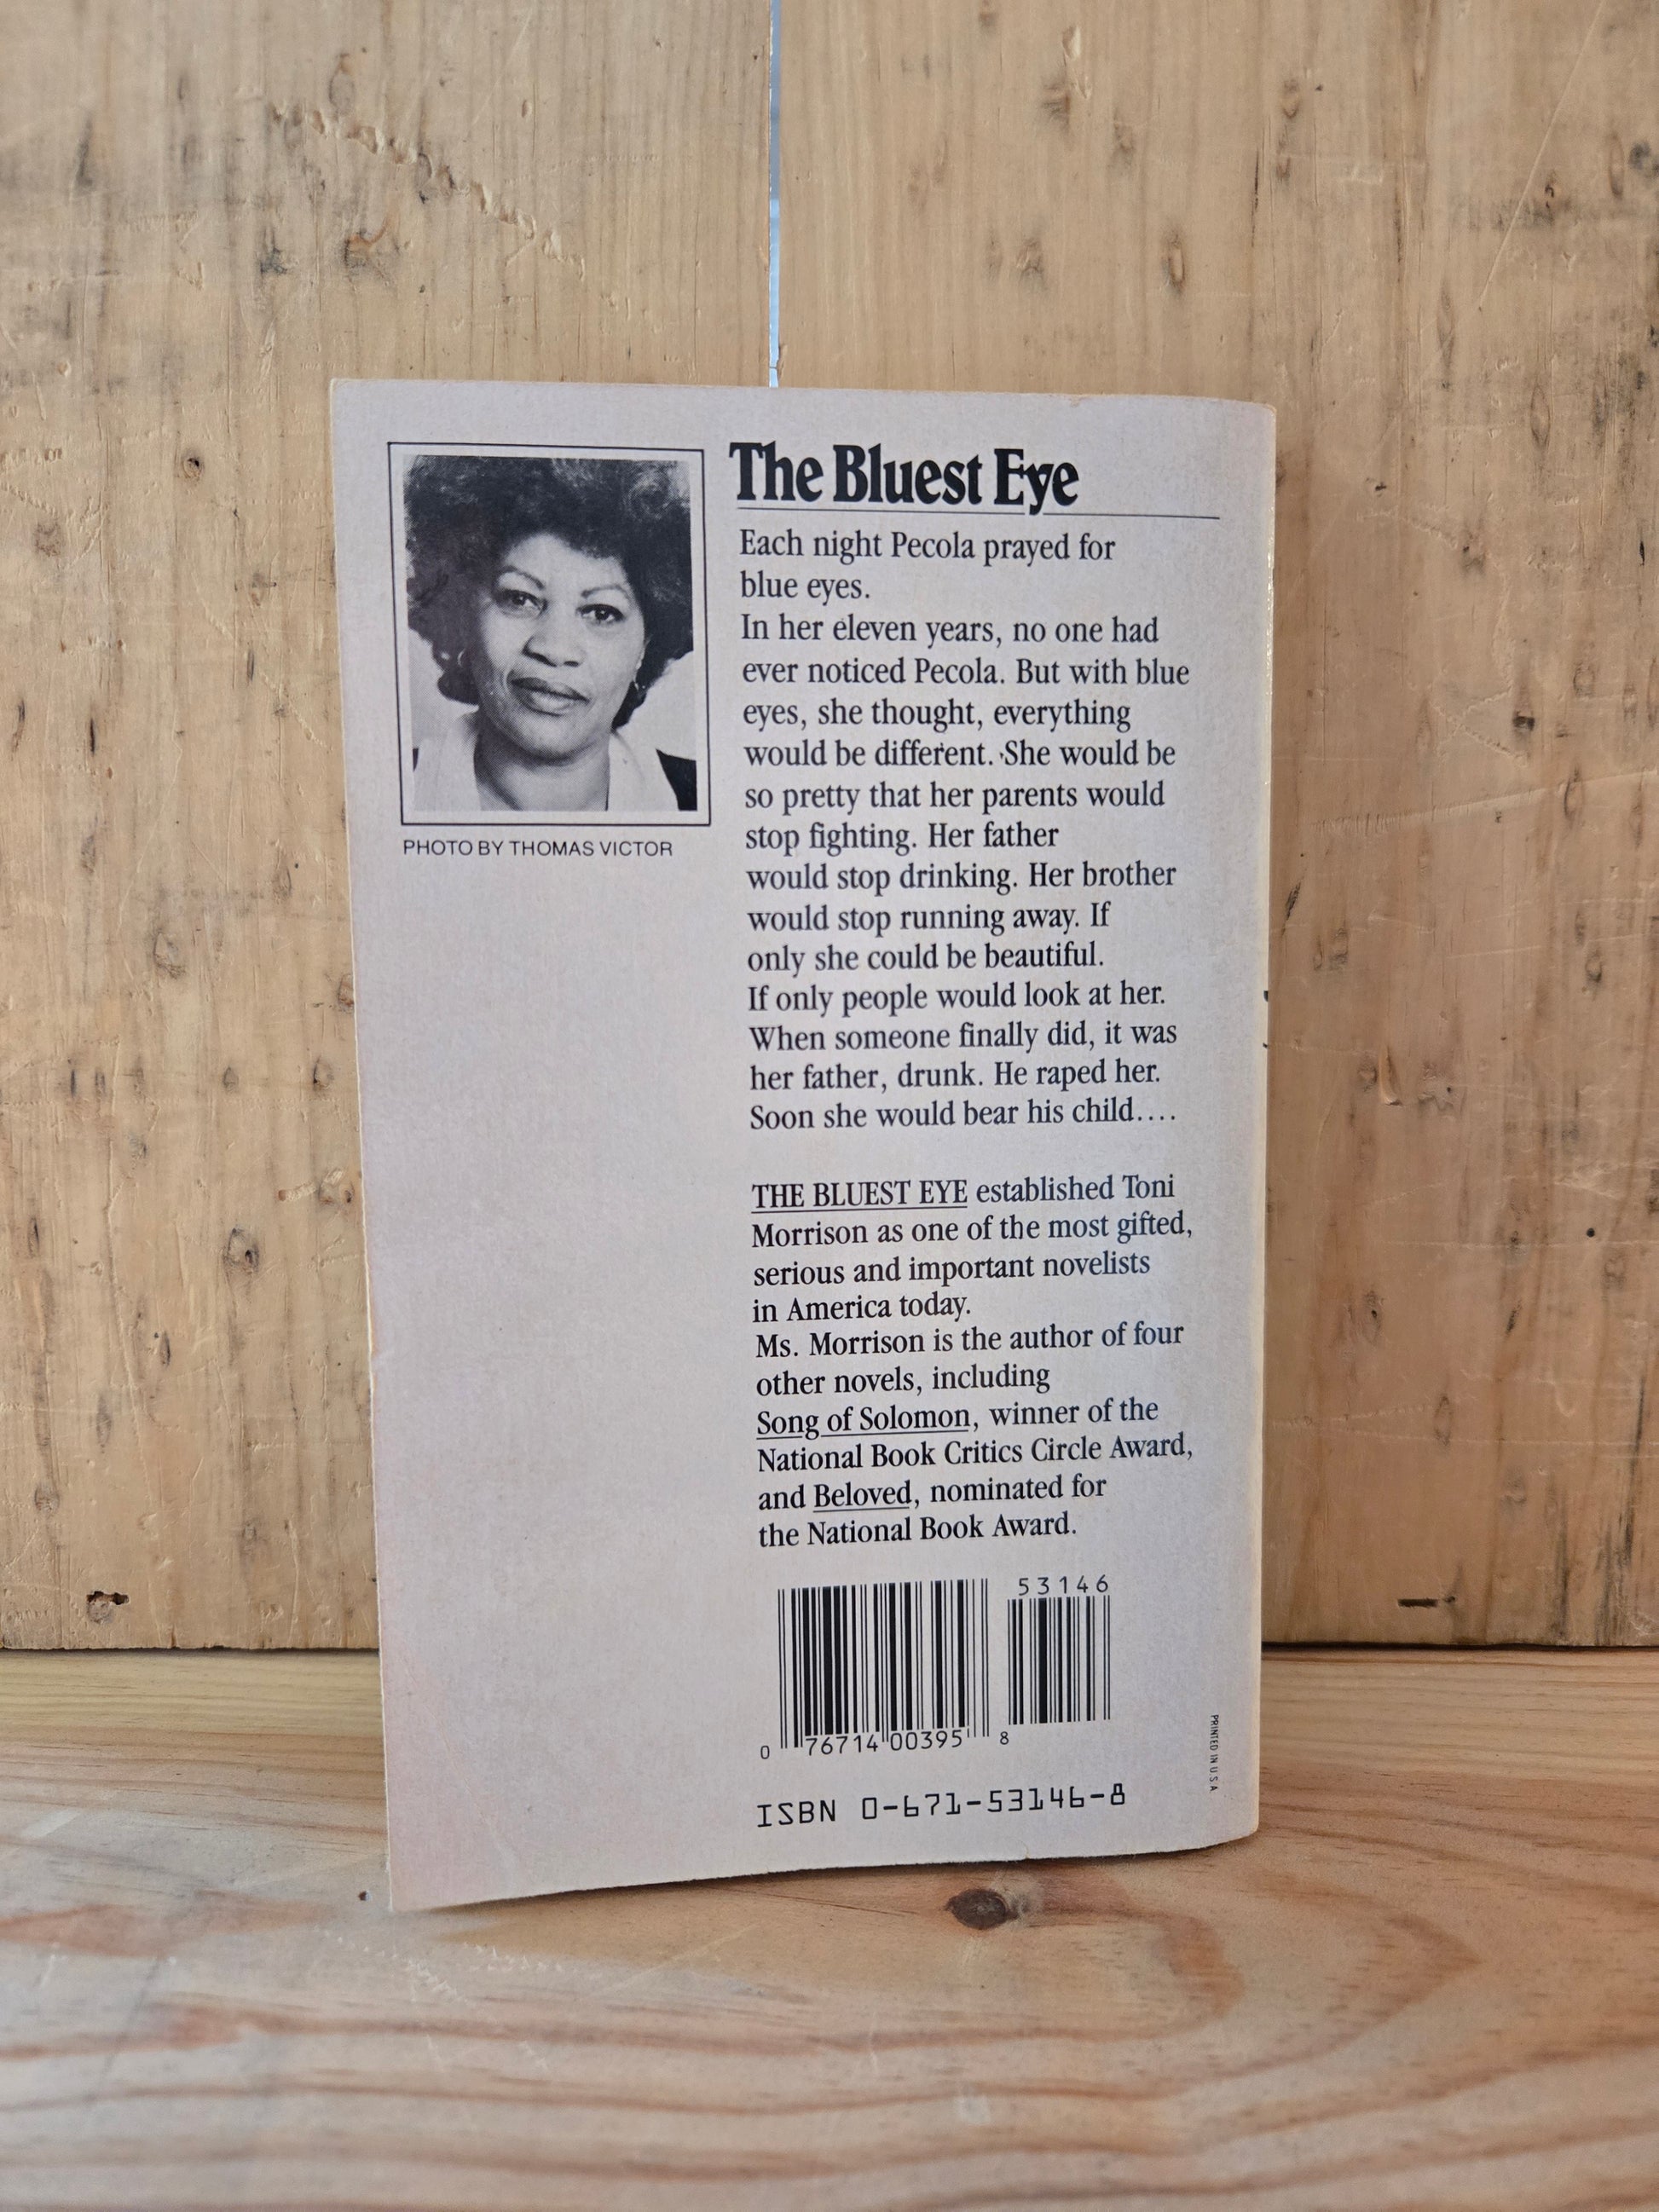 The Bluest Eye
PHOTO BY THOMAS VICTOR
Each night Pecola prayed for
blue eyes.
In her eleven years, no one had
ever noticed Pecola. But with blue
eyes, she thought, everything
would be different. She would be
so pretty that her parents would
stop fighting. Her father
would stop drinking. Her brother
would stop running away. If
only she could be beautiful.
If only people would look at her.
When someone finally did, it was
her father, drunk. He raped her.
Soon she would bear his child....
THE BLUEST EYE established Toni
Morrison as one of the most gifted,
serious and important novelists
in America today.
Ms. Morrison is the author of four
other novels, including
Song of Solomon, winner of the
National Book Critics Circle Award,
and Beloved, nominated for
the National Book Award.
53146
0 76714 00395 8
ISBN 0-671-53146-8
PRINTED IN U.S.A.